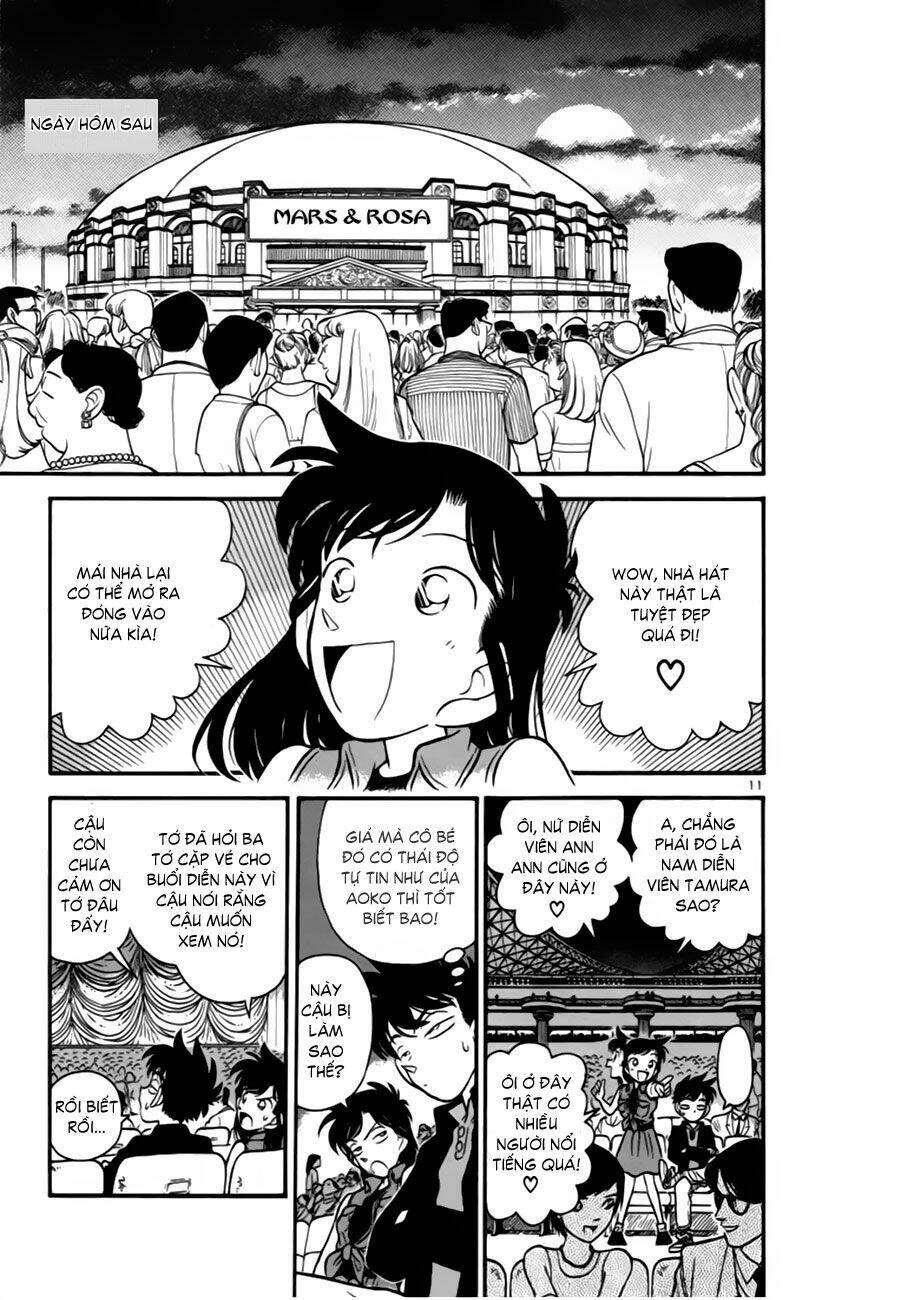 NGÀY HÔM SAU
MARS & ROSA
WOW, NHÀ HÁT
NÀY THẬT LÀ
TUYỆT ĐẸP
QUÁ ĐI!
♡
MÁI NHÀ LẠI
CÓ THỂ MỞ RA
ĐÓNG VÀO
NỮA KÌA!
11
A, CHẲNG
PHẢI ĐÓ LÀ
NAM DIỄN
VIÊN TAMURA
SAO?
ÔI, NỮ DIỄN
VIÊN ANN
ANN CŨNG Ở
ĐÂY NÀY!
♡
ÔI Ở ĐÂY
THẬT CÓ
NHIỀU
NGƯỜI NỔI
TIẾNG QUÁ!
♡
GIÁ MÀ CÔ BÉ
ĐÓ CÓ THÁI ĐỘ
TỰ TIN NHƯ CỦA
AOKO THÌ TỐT
BIẾT BAO!
NÀY
CẬU BỊ
LÀM
SAO
THẾ?
TỚ ĐÃ HỎI BA
TỚ CẶP VÉ CHO
BUỔI DIỄN NÀY VÌ
CẬU NÓI RẰNG
CẬU MUỐN
XEM NÓ!
CẬU
CÒN
CHƯA
CẢM ƠN
TỚ ĐÂU
ĐẤY!
RỒI BIẾT
RỒI...